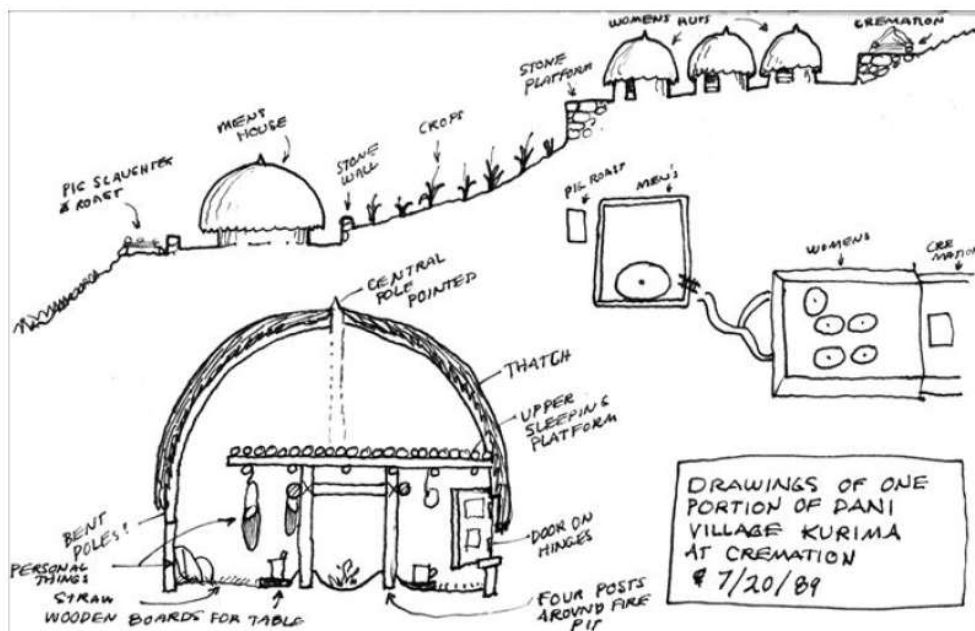 WOMENS HUTS
CREMATION
STONE
PLATFORM
MENS
HOUSE
CROPS
STONE
WALL
PIG SLAUGHTER
& ROAST
PIG ROAST
MEN'S
WOMENS
CRE
MATION
CENTRAL
POLE
POINTED
THATCH
UPPER
SLEEPING
PLATFORM
BENT
POLES?
PERSONAL
THINGS
STRAW
WOODEN BOARDS FOR TABLE
DOOR ON
HINGES
FOUR POSTS
AROUND FIRE
PIT
DRAWINGS OF ONE
PORTION OF DANI
VILLAGE KURIMA
AT CREMATION
7/20/89